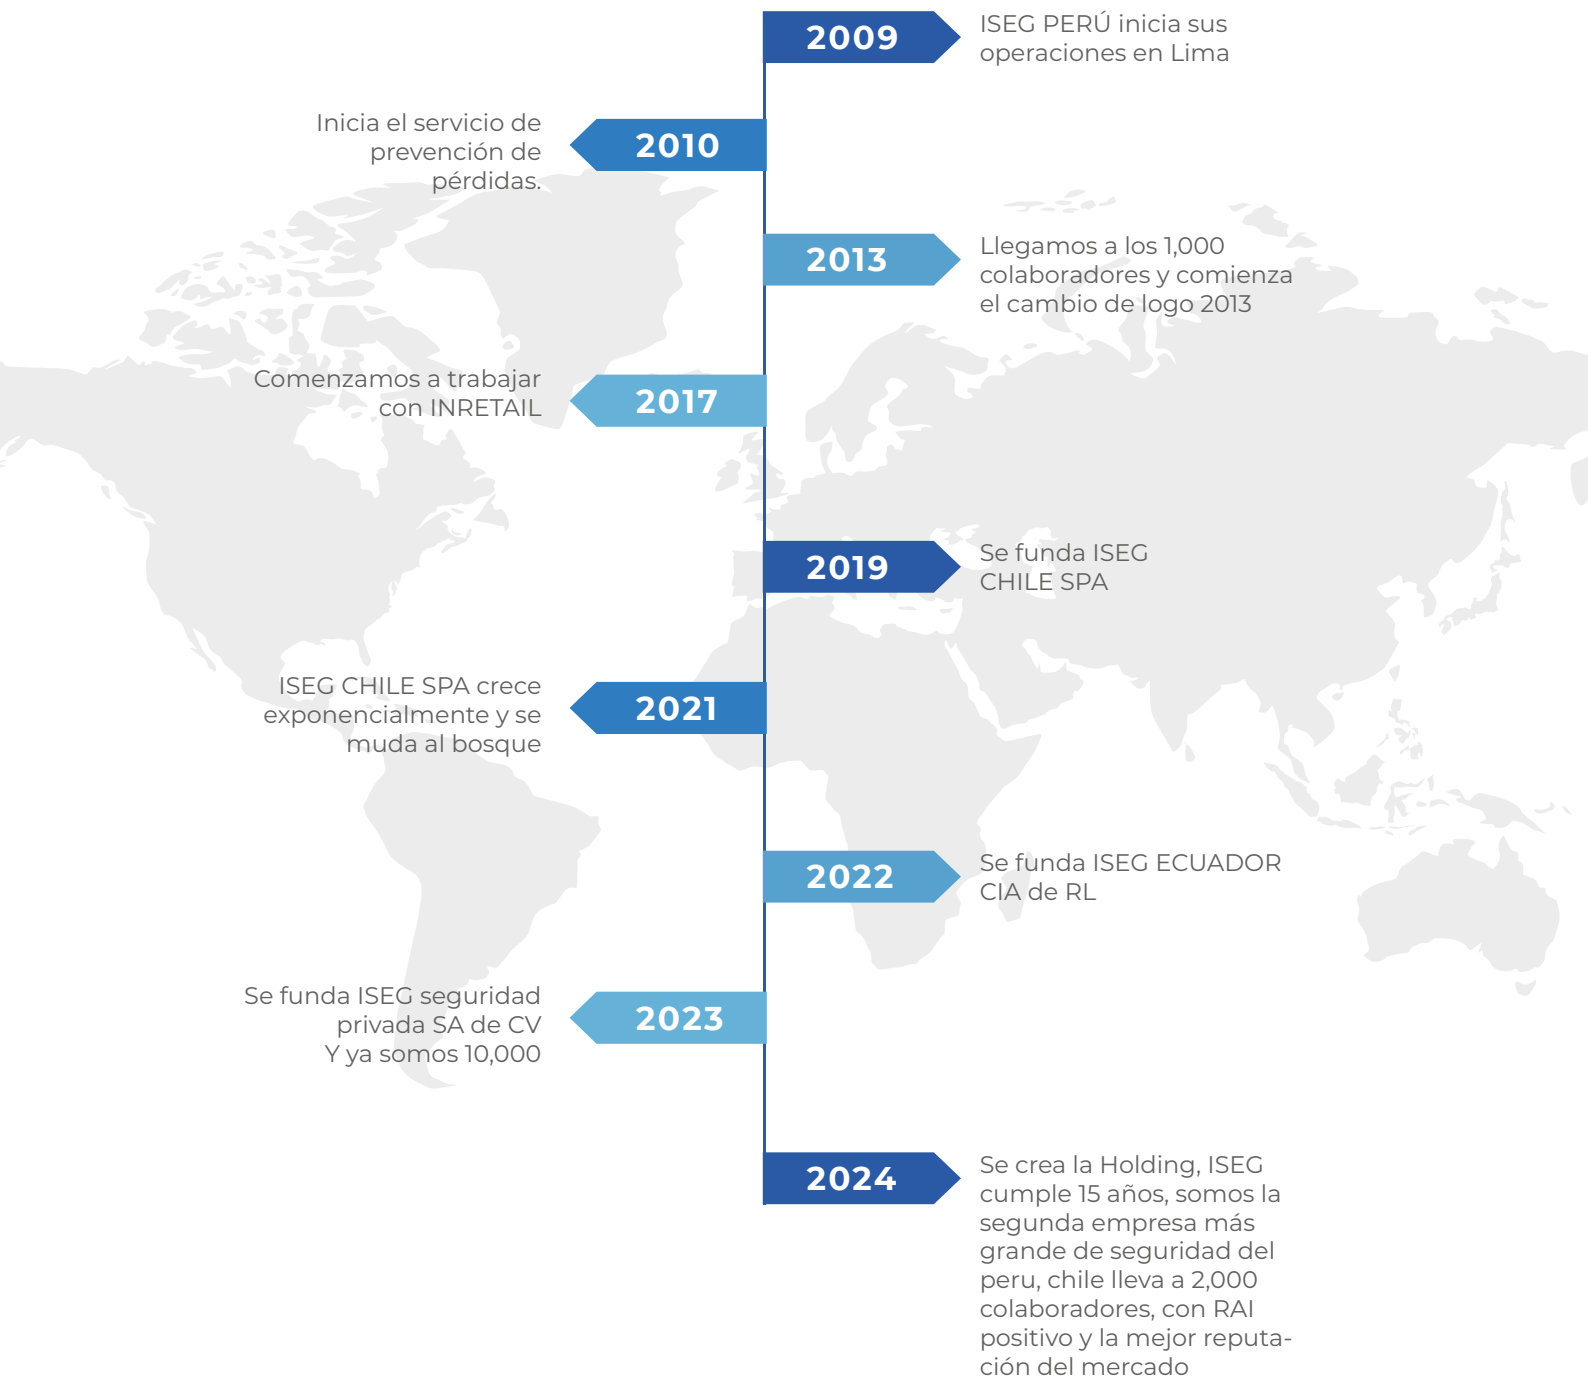 2009
ISEG PERÚ inicia sus
operaciones en Lima
2010
Inicia el servicio de
prevención de
pérdidas.
2013
Llegamos a los 1,000
colaboradores y comienza
el cambio de logo 2013
2017
Comenzamos a trabajar
con INRETAIL
2019
Se funda ISEG
CHILE SPA
2021
ISEG CHILE SPA crece
exponencialmente y se
muda al bosque
2022
Se funda ISEG ECUADOR
CIA de RL
2023
Se funda ISEG seguridad
privada SA de CV
Y ya somos 10,000
2024
Se crea la Holding, ISEG
cumple 15 años, somos la
segunda empresa más
grande de seguridad del
peru, chile lleva a 2,000
colaboradores, con RAI
positivo y la mejor reputa-
ción del mercado